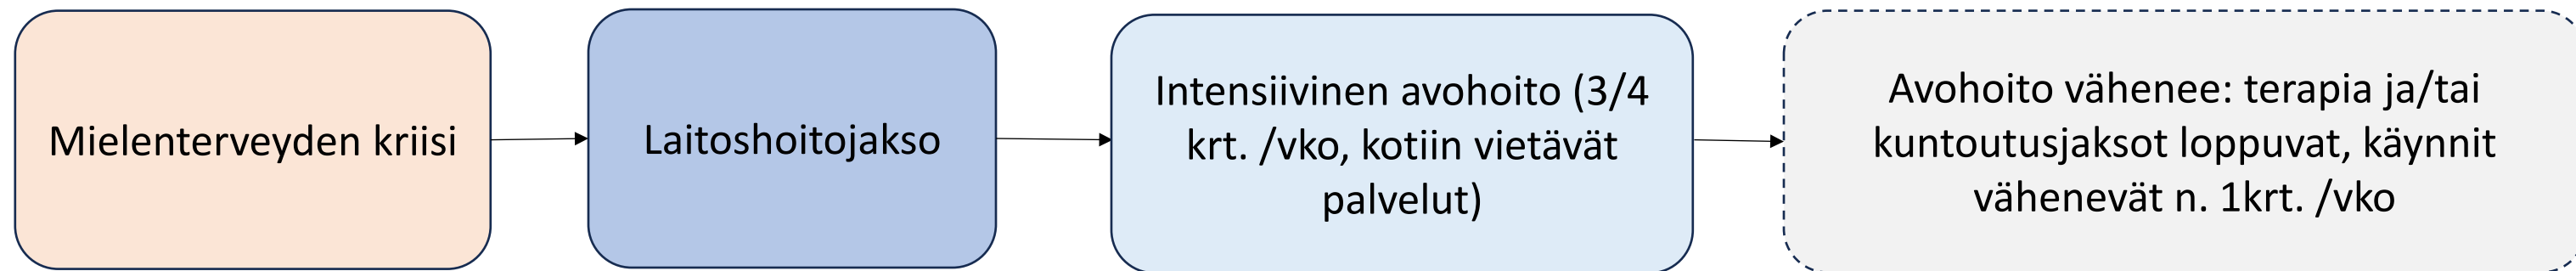 Mielenterveyden kriisi
Laitoshoitojakso
Intensiivinen avohoito (3/4
krt. /vko, kotiin vietävät
palvelut)
Avohoito vähenee: terapia ja/tai
kuntoutusjaksot loppuvat, käynnit
vähenevät n. 1krt. /vko